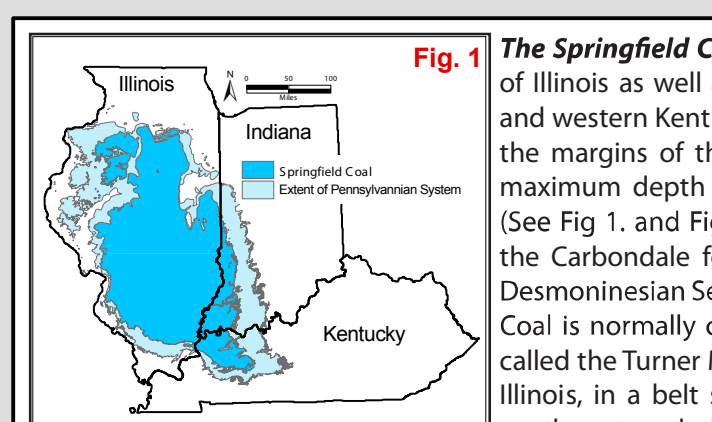 Fig. 1
Illinois
N
0 50 100
Miles
Indiana
Springfield Coal
Extent of Pennsylvannian System
Kentucky
The Springfield C
of Illinois as well
and western Kent
the margins of th
maximum depth
(See Fig 1. and Fi
the Carbondale f
Desmoninesian Se
Coal is normally
called the Turner
Illinois, in a belt s